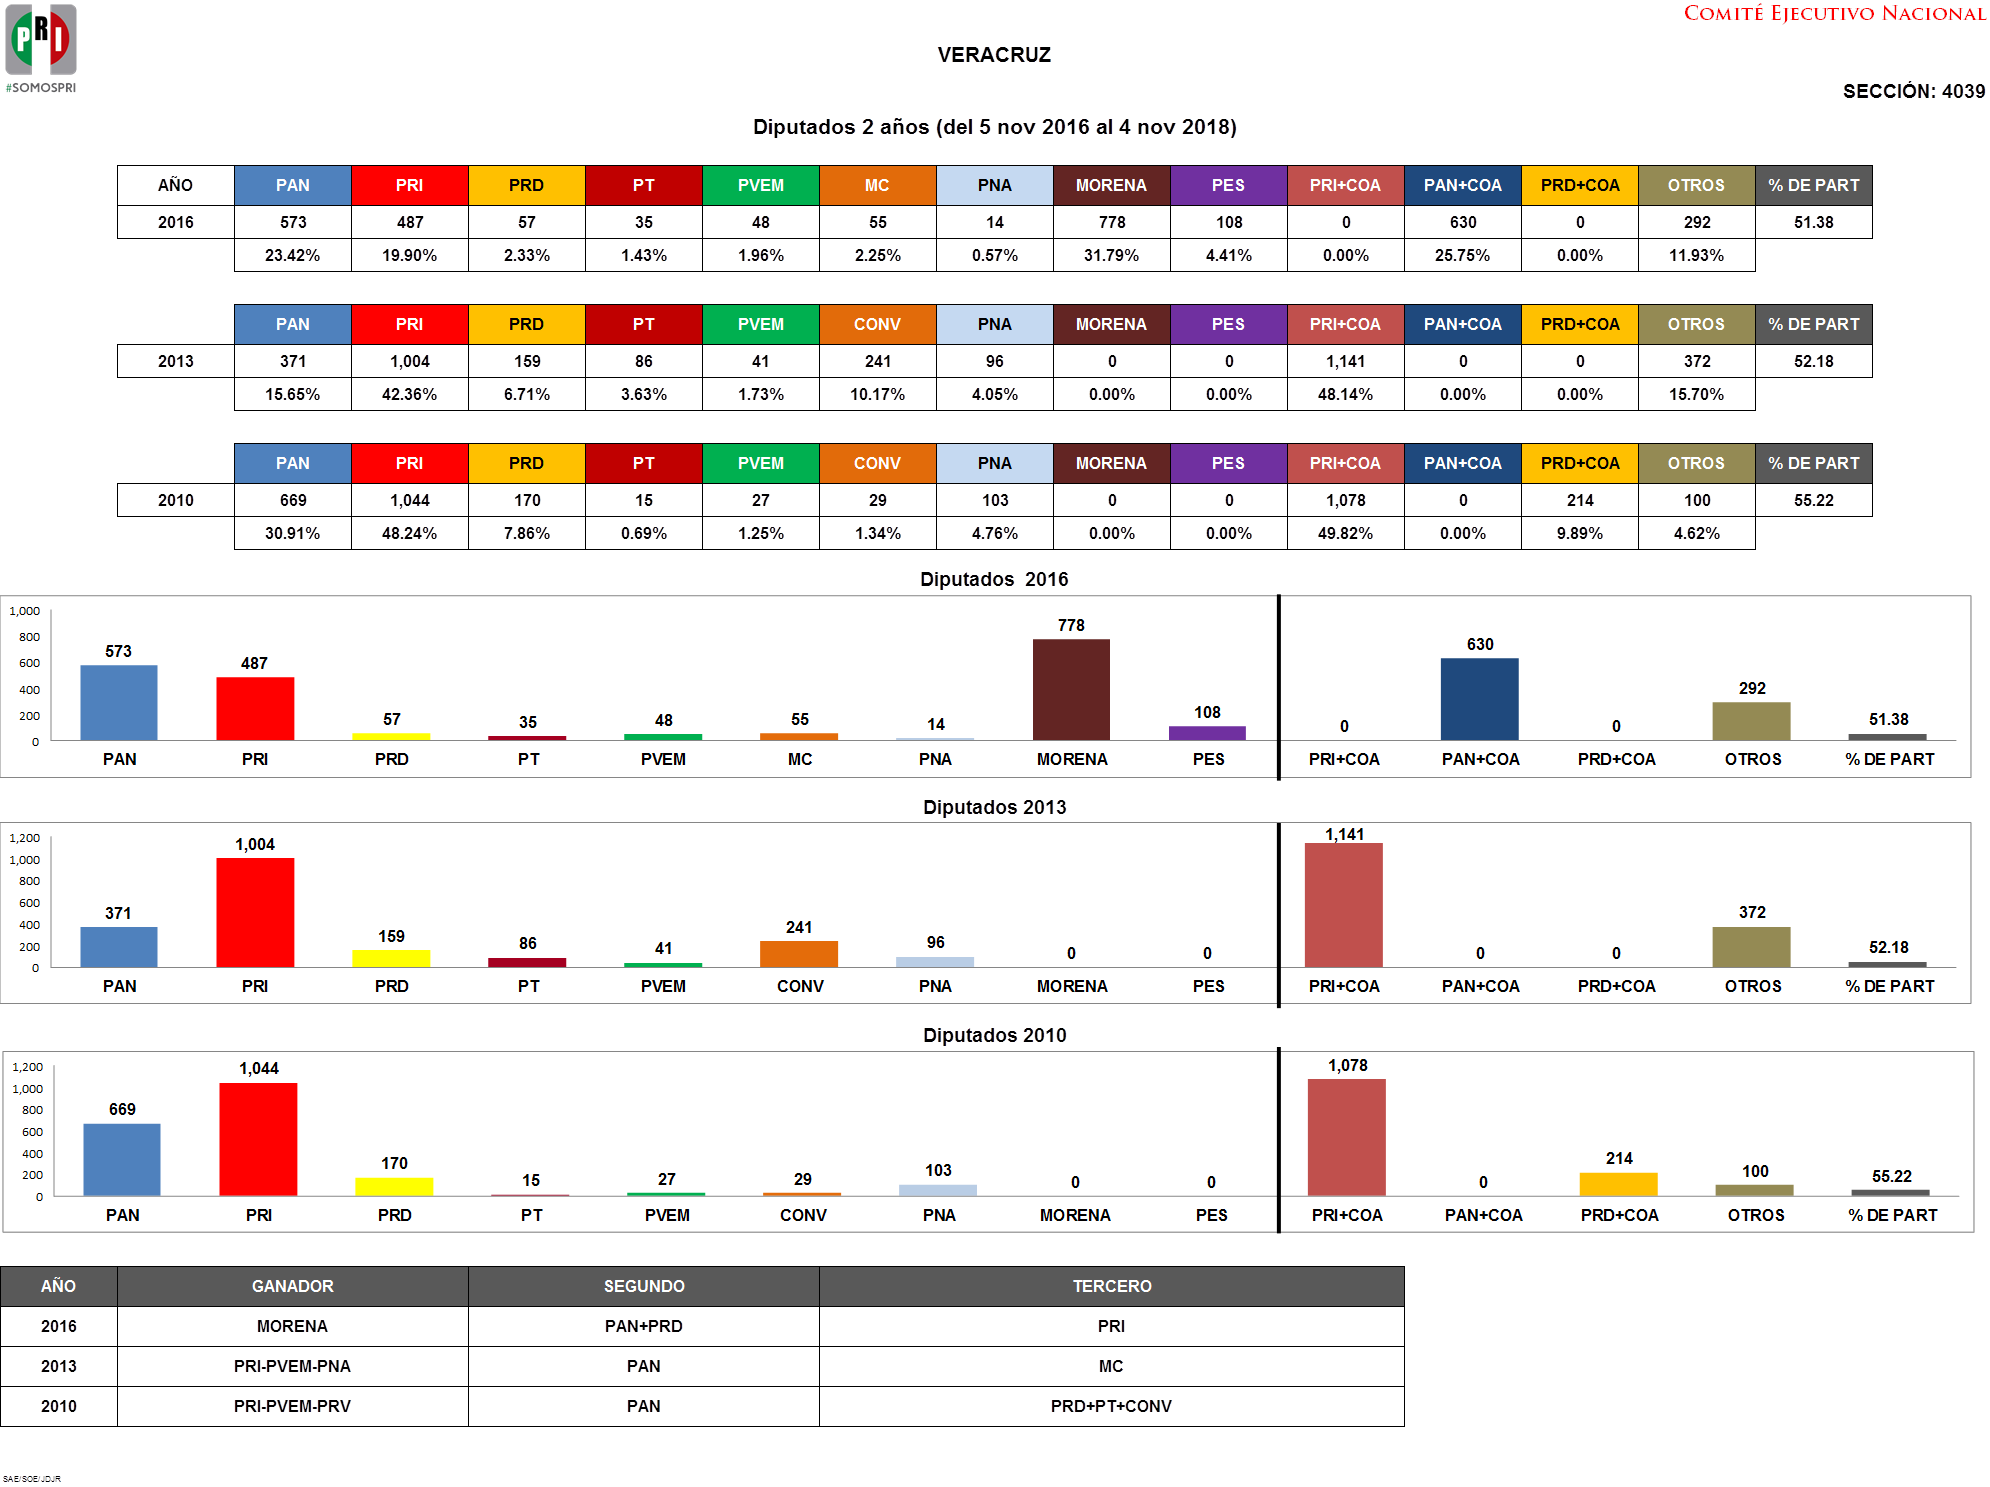 PRI
#SOMOSPRI
COMITÉ EJECUTIVO NACIONAL
VERACRUZ
SECCIÓN: 4039
Diputados 2 años (del 5 nov 2016 al 4 nov 2018)
AÑO PAN PRI PRD PT PVEM MC PNA MORENA PES PRI+COA PAN+COA PRD+COA OTROS % DE PART
2016 573 487 57 35 48 55 14 778 108 0 630 0 292 51.38
23.42% 19.90% 2.33% 1.43% 1.96% 2.25% 0.57% 31.79% 4.41% 0.00% 25.75% 0.00% 11.93%
PAN PRI PRD PT PVEM CONV PNA MORENA PES PRI+COA PAN+COA PRD+COA OTROS % DE PART
2013 371 1,004 159 86 41 241 96 0 0 1,141 0 0 372 52.18
15.65% 42.36% 6.71% 3.63% 1.73% 10.17% 4.05% 0.00% 0.00% 48.14% 0.00% 0.00% 15.70%
PAN PRI PRD PT PVEM CONV PNA MORENA PES PRI+COA PAN+COA PRD+COA OTROS % DE PART
2010 669 1,044 170 15 27 29 103 0 0 1,078 0 214 100 55.22
30.91% 48.24% 7.86% 0.69% 1.25% 1.34% 4.76% 0.00% 0.00% 49.82% 0.00% 9.89% 4.62%
Diputados 2016
1,000
800
600
400
200
0
573 487 57 35 48 55 14 778 108 0 630 0 292 51.38
PAN PRI PRD PT PVEM MC PNA MORENA PES PRI+COA PAN+COA PRD+COA OTROS % DE PART
Diputados 2013
1,200
1,000
800
600
400
200
0
371 1,004 159 86 41 241 96 0 0 1,141 0 0 372 52.18
PAN PRI PRD PT PVEM CONV PNA MORENA PES PRI+COA PAN+COA PRD+COA OTROS % DE PART
Diputados 2010
1,200
1,000
800
600
400
200
0
669 1,044 170 15 27 29 103 0 0 1,078 0 214 100 55.22
PAN PRI PRD PT PVEM CONV PNA MORENA PES PRI+COA PAN+COA PRD+COA OTROS % DE PART
AÑO GANADOR SEGUNDO TERCERO
2016 MORENA PAN+PRD PRI
2013 PRI-PVEM-PNA PAN MC
2010 PRI-PVEM-PRV PAN PRD+PT+CONV
SAE/SOE/JDJR